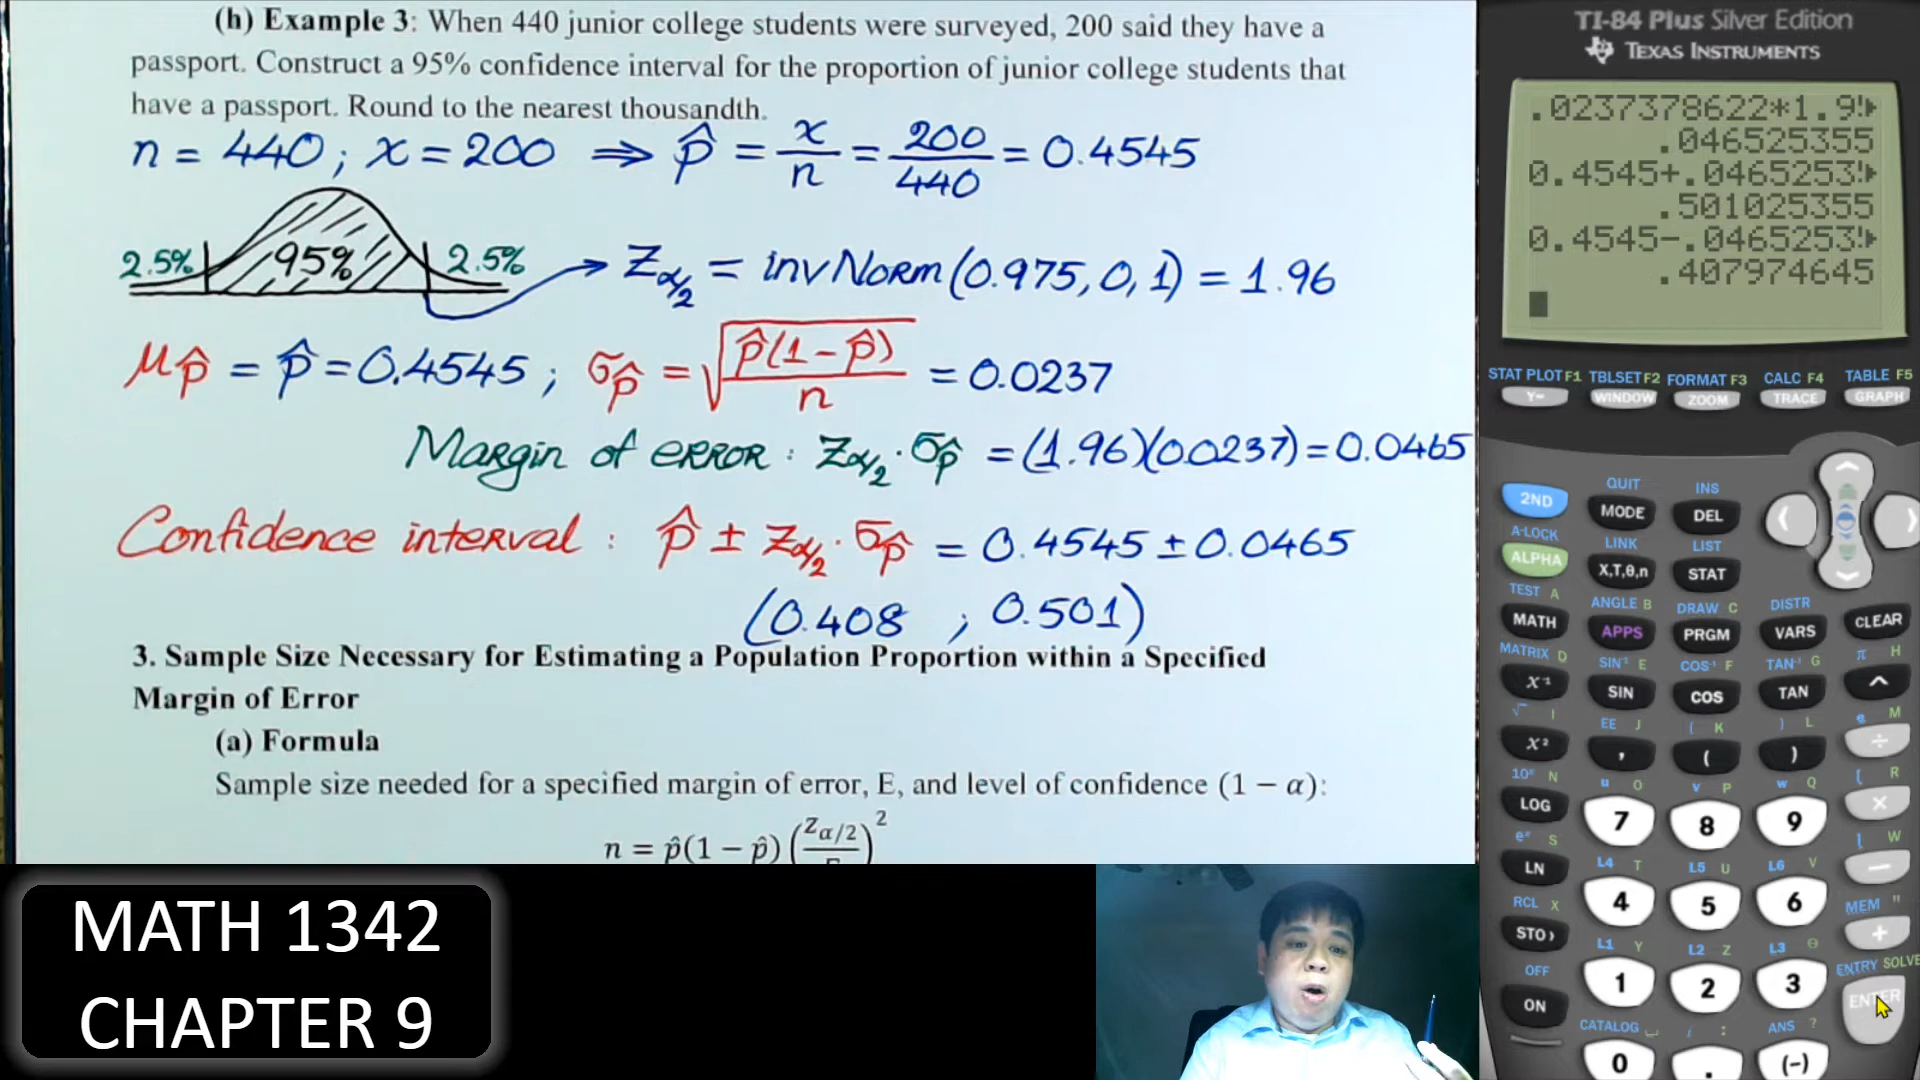 (h) Example 3: When 440 junior college students were surveyed, 200 said they have a
passport. Construct a 95% confidence interval for the proportion of junior college students that
have a passport. Round to the nearest thousandth.
n = 440 ; x = 200 ⇒ p̂ = x/n = 200/440 = 0.4545
2.5% 95% 2.5% → Zα/2 = invNorm(0.975, 0, 1) = 1.96
μp̂ = p̂ = 0.4545 ; σp̂ = √(p̂(1-p̂)/n) = 0.0237
Margin of error : Zα/2 · σp̂ = (1.96)(0.0237) = 0.0465
Confidence interval : p̂ ± Zα/2 · σp̂ = 0.4545 ± 0.0465
(0.408 ; 0.501)
3. Sample Size Necessary for Estimating a Population Proportion within a Specified
Margin of Error
(a) Formula
Sample size needed for a specified margin of error, E, and level of confidence (1 − α):
n = p̂(1 − p̂) (zα/2/E)²
MATH 1342
CHAPTER 9
TI-84 Plus Silver Edition
TEXAS INSTRUMENTS
.0237378622*1.9
.046525355
0.4545+.0465253
.501025355
0.4545-.0465253
.407974645
STAT PLOT F1 TBLSET F2 FORMAT F3 CALC F4 TABLE F5
Y= WINDOW ZOOM TRACE GRAPH
QUIT INS
2ND MODE DEL
A-LOCK LINK LIST
ALPHA X,T,θ,n STAT
TEST A ANGLE B DRAW C DISTR
MATH APPS PRGM VARS CLEAR
MATRIX D SIN⁻¹ E COS⁻¹ F TAN⁻¹ G π H
x⁻¹ SIN COS TAN ^
√ I EE J { K } L e M
x² , ( ) ÷
10ˣ N u O v P w Q [ R
LOG 7 8 9 ×
eˣ S L4 T L5 U L6 V ] W
LN 4 5 6 −
RCL X L1 Y L2 Z L3 θ MEM "
STO› 1 2 3 +
OFF CATALOG i : ANS ? ENTRY SOLVE
ON 0 . (-) ENTER